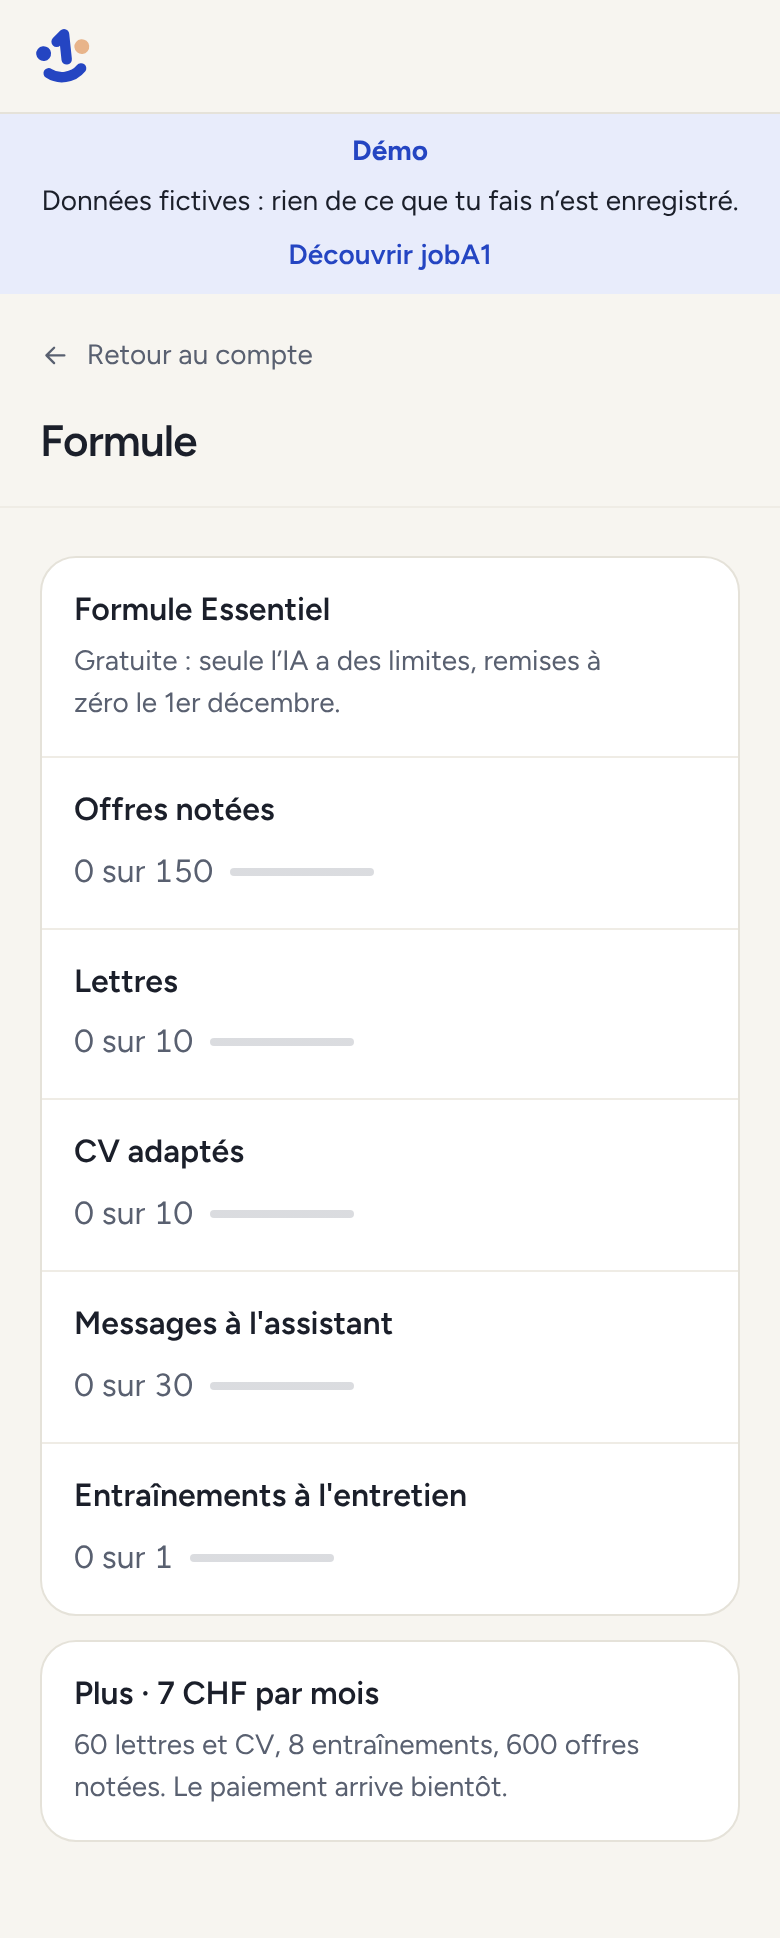 Démo
Données fictives : rien de ce que tu fais n’est enregistré.
Découvrir jobA1
← Retour au compte
Formule
Formule Essentiel
Gratuite : seule l’IA a des limites, remises à
zéro le 1er décembre.
Offres notées
0 sur 150
Lettres
0 sur 10
CV adaptés
0 sur 10
Messages à l'assistant
0 sur 30
Entraînements à l'entretien
0 sur 1
Plus · 7 CHF par mois
60 lettres et CV, 8 entraînements, 600 offres
notées. Le paiement arrive bientôt.